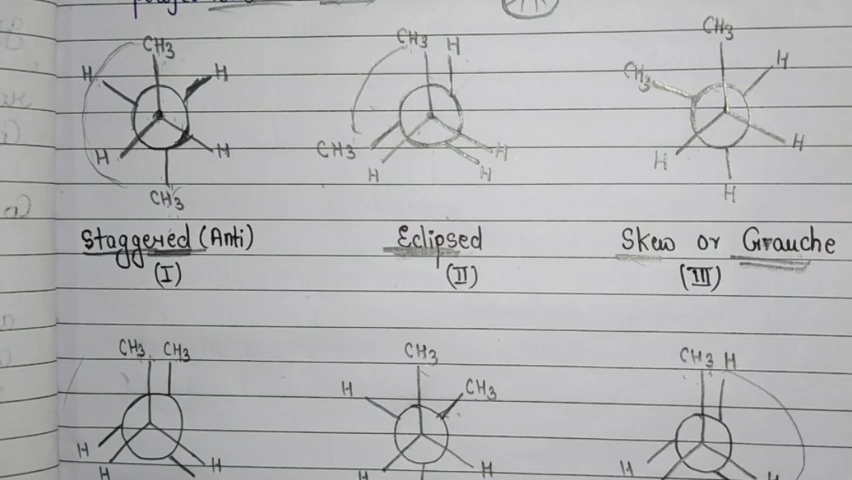 CH3 CH3 H CH3
H H CH3 H
H H CH3 H H H H H
CH3 H
Staggered (Anti) Eclipsed Skew or Grauche
(I) (II) (III)
CH3 CH3 CH3 CH3 H
H CH3
H H H
H H H H H